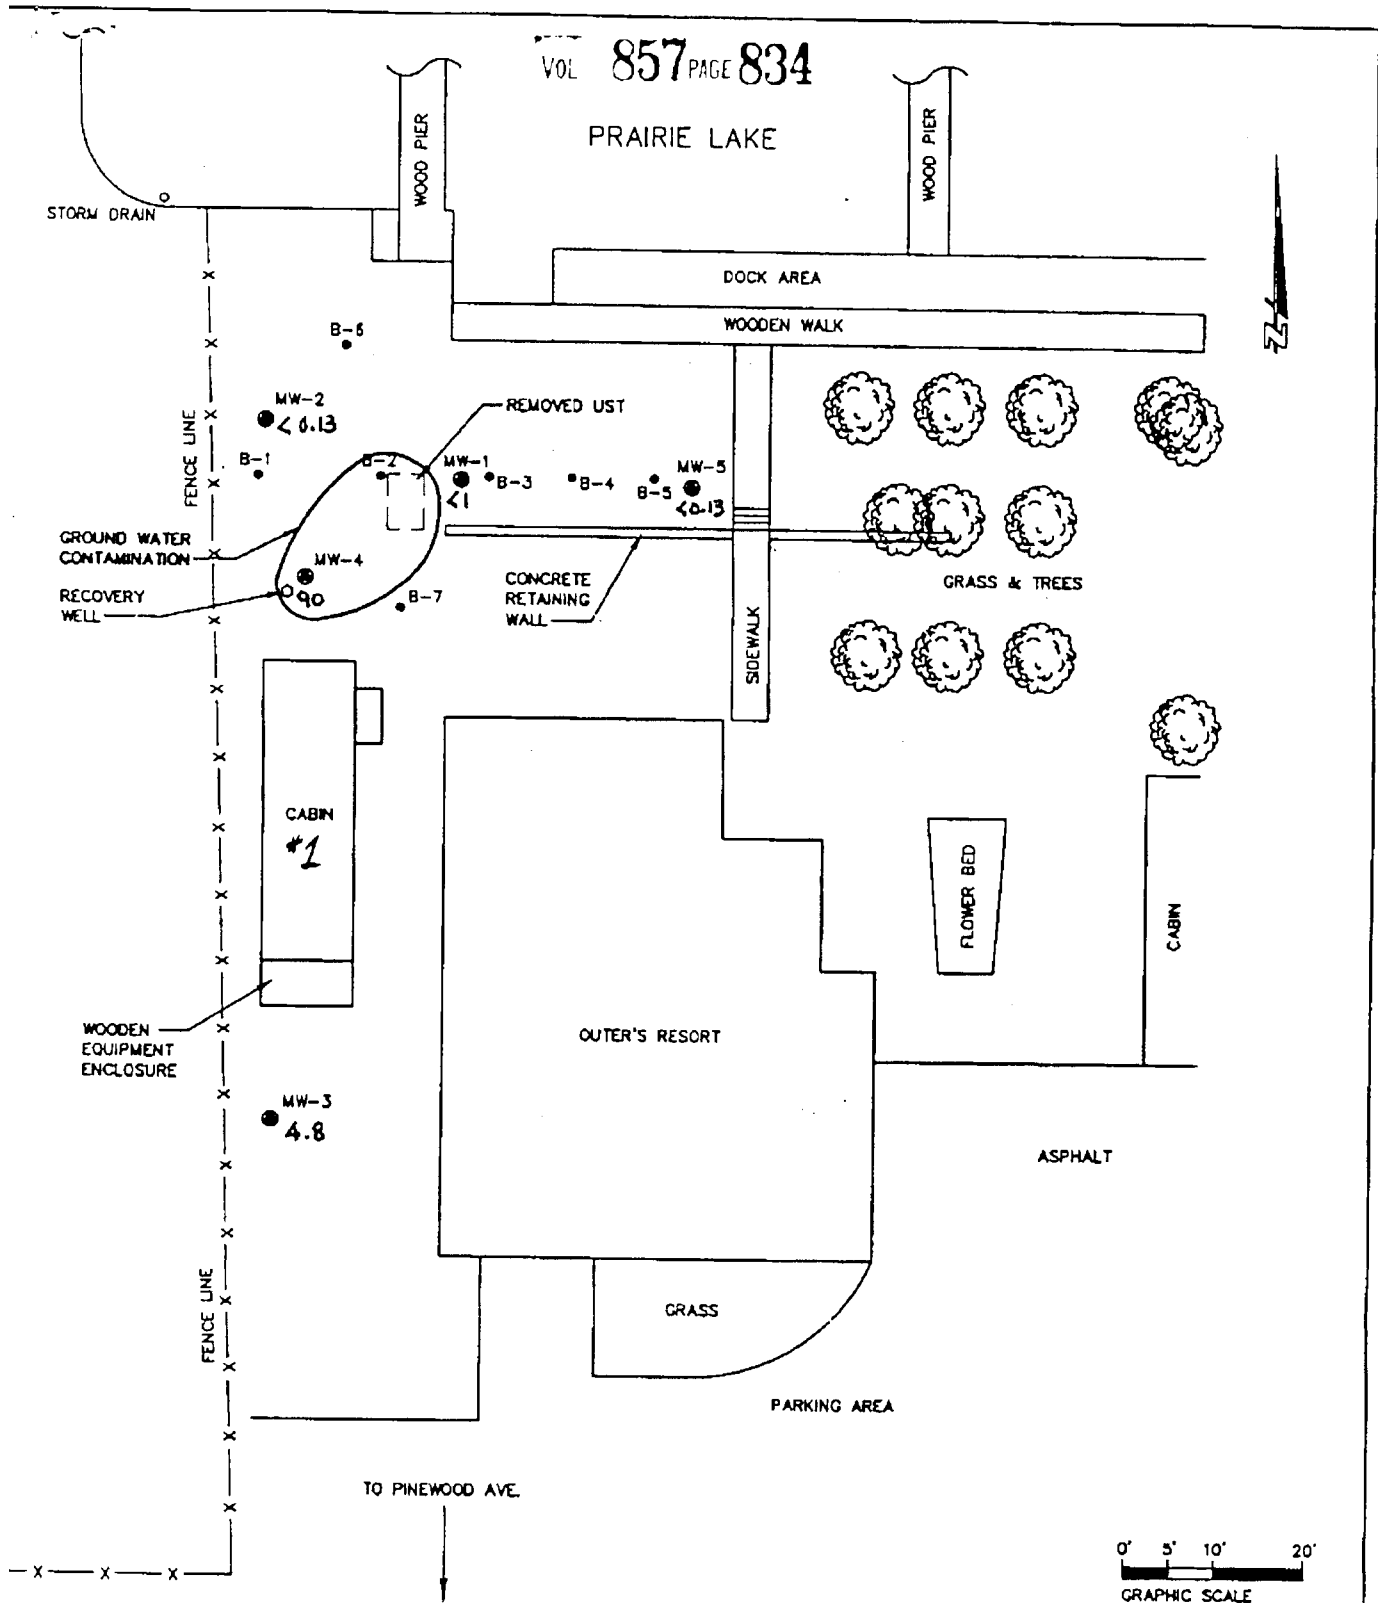 VOL 857 PAGE 834
PRAIRIE LAKE
WOOD PIER
WOOD PIER
STORM DRAIN
DOCK AREA
WOODEN WALK
N
B-6
MW-2
<0.13
REMOVED UST
FENCE LINE
B-1
B-2
MW-1
<1
B-3
B-4
B-5
MW-5
<0.13
GROUND WATER
CONTAMINATION
MW-4
90
RECOVERY
WELL
B-7
CONCRETE
RETAINING
WALL
GRASS & TREES
SIDEWALK
CABIN
#1
FLOWER BED
CABIN
WOODEN
EQUIPMENT
ENCLOSURE
OUTER'S RESORT
MW-3
4.8
ASPHALT
FENCE LINE
GRASS
PARKING AREA
TO PINEWOOD AVE.
0' 5' 10' 20'
GRAPHIC SCALE